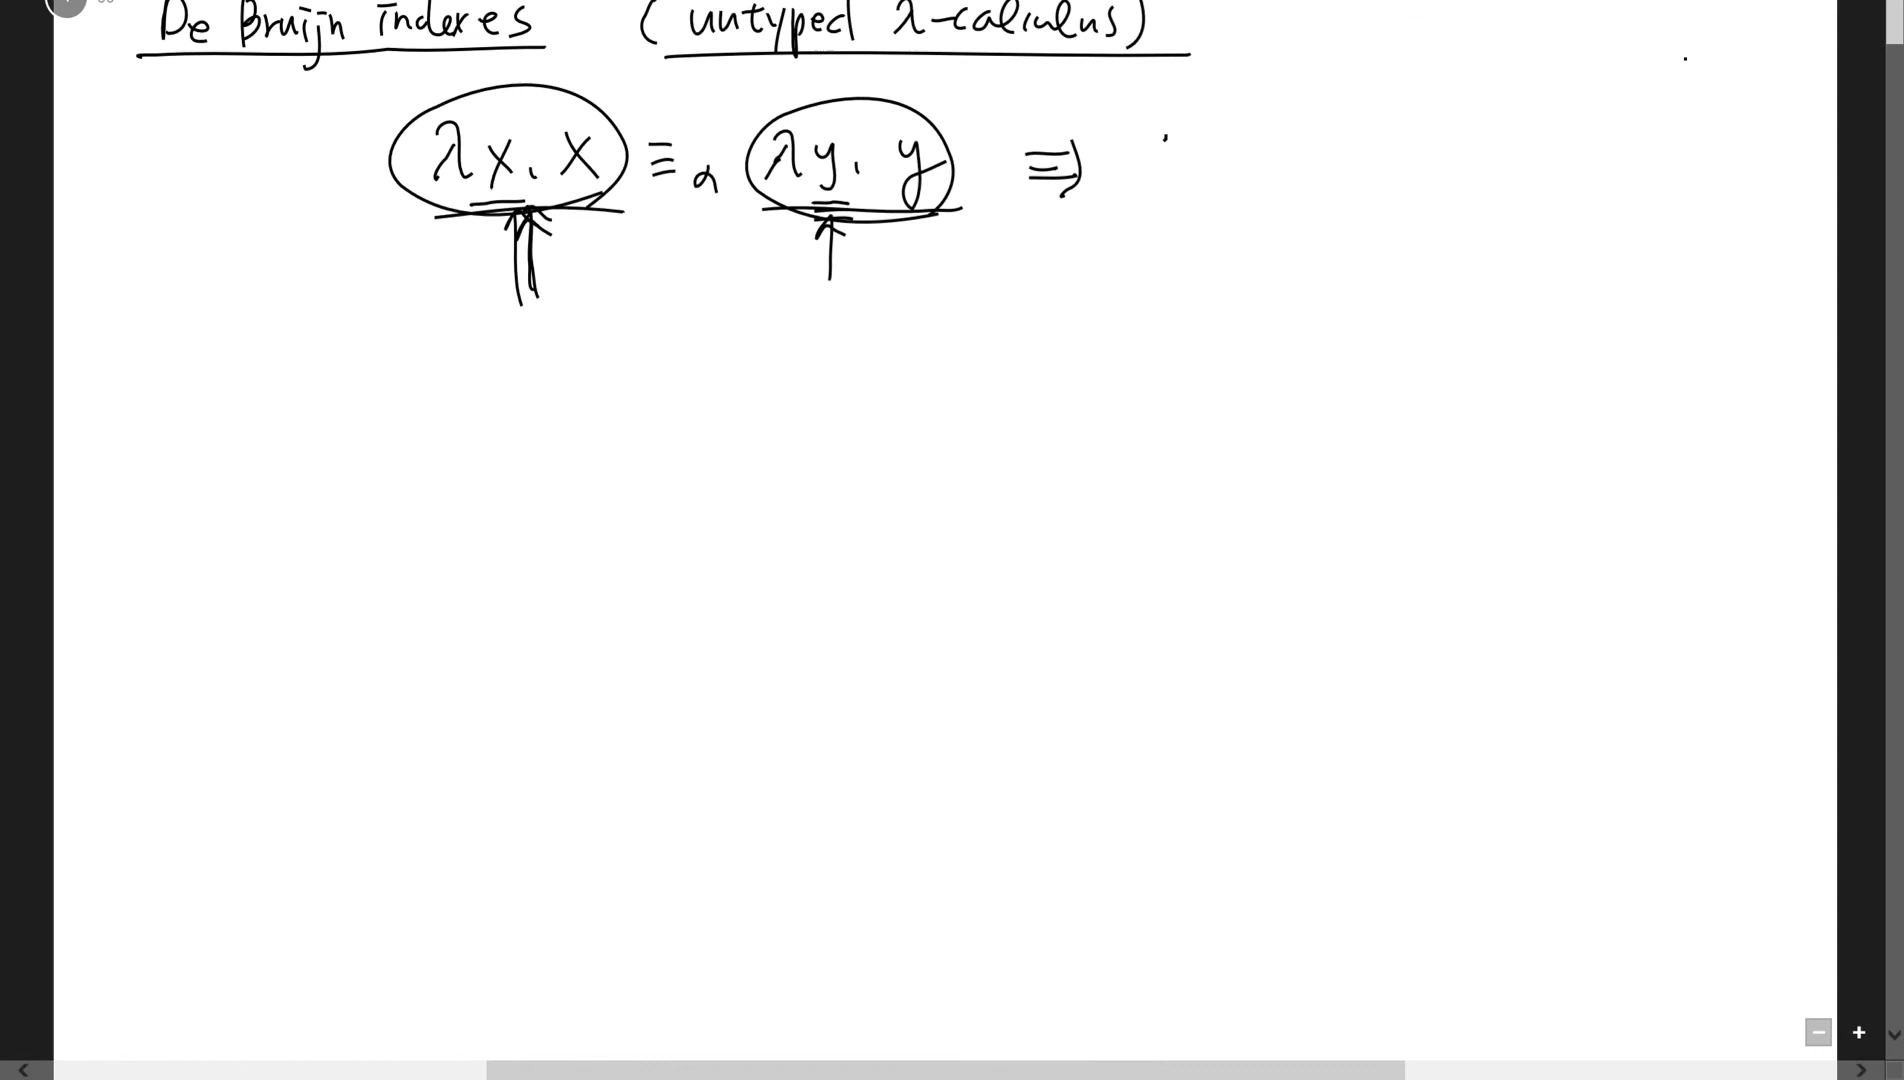 De Bruijn indexes (untyped λ-calculus)
λx. x ≡α λy. y ⇒